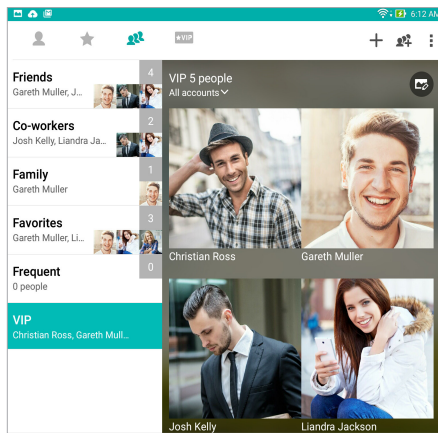 6:12 AM
VIP
Friends
4
Gareth Muller, J...
Co-workers
2
Josh Kelly, Liandra Ja...
Family
1
Gareth Muller
Favorites
3
Gareth Muller, Li...
Frequent
0
0 people
VIP
Christian Ross, Gareth Mull...
VIP 5 people
All accounts
Christian Ross
Gareth Muller
Josh Kelly
Liandra Jackson